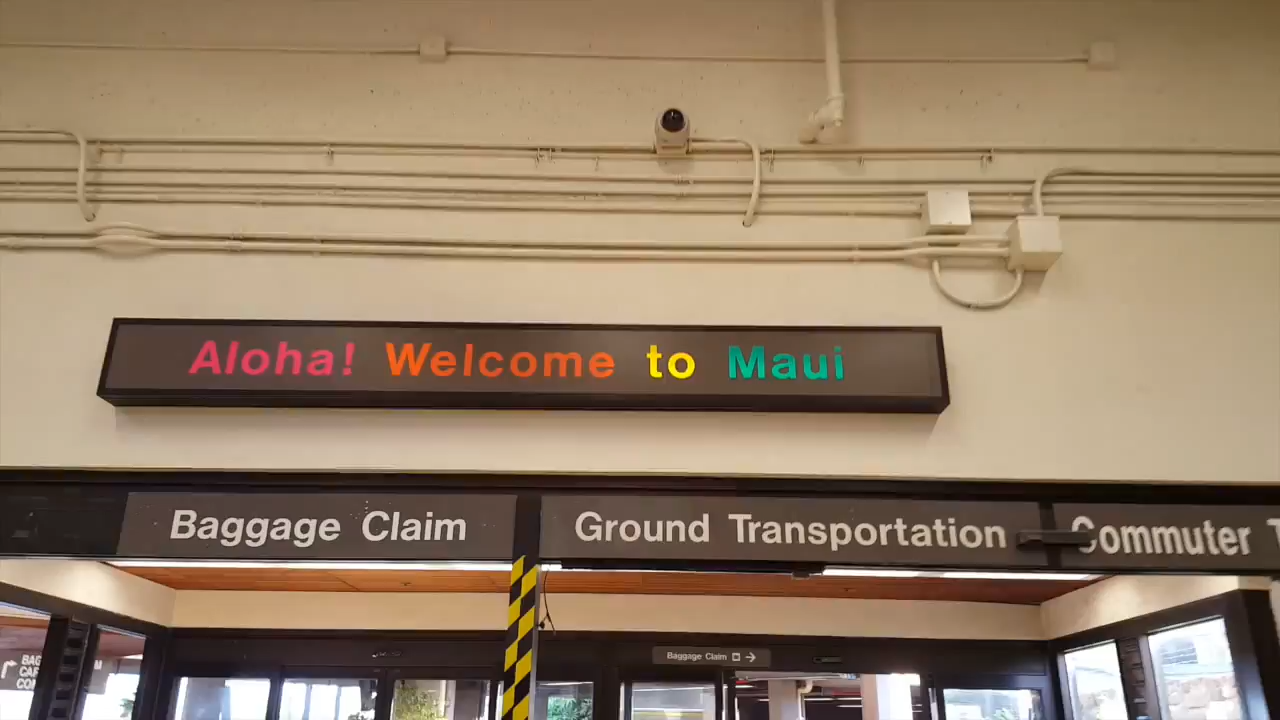 Aloha! Welcome to Maui
Baggage Claim
Ground Transportation
Commuter
Baggage Claim